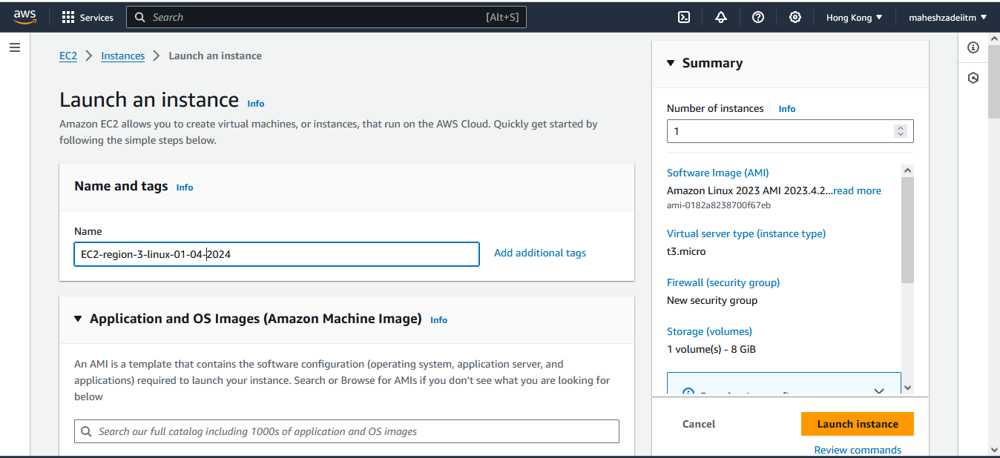 aws Services Search [Alt+S] Hong Kong maheshzadeiitm
EC2 Instances Launch an instance
Launch an instance Info
Amazon EC2 allows you to create virtual machines, or instances, that run on the AWS Cloud. Quickly get started by
following the simple steps below.
Name and tags Info
Name
EC2-region-3-linux-01-04-2024
Add additional tags
Application and OS Images (Amazon Machine Image) Info
An AMI is a template that contains the software configuration (operating system, application server, and
applications) required to launch your instance. Search or Browse for AMIs if you don’t see what you are looking for
below
Search our full catalog including 1000s of application and OS images
Summary
Number of instances Info
1
Software Image (AMI)
Amazon Linux 2023 AMI 2023.4.2...read more
ami-0182a8238700f67eb
Virtual server type (instance type)
t3.micro
Firewall (security group)
New security group
Storage (volumes)
1 volume(s) - 8 GiB
Cancel
Launch instance
Review commands